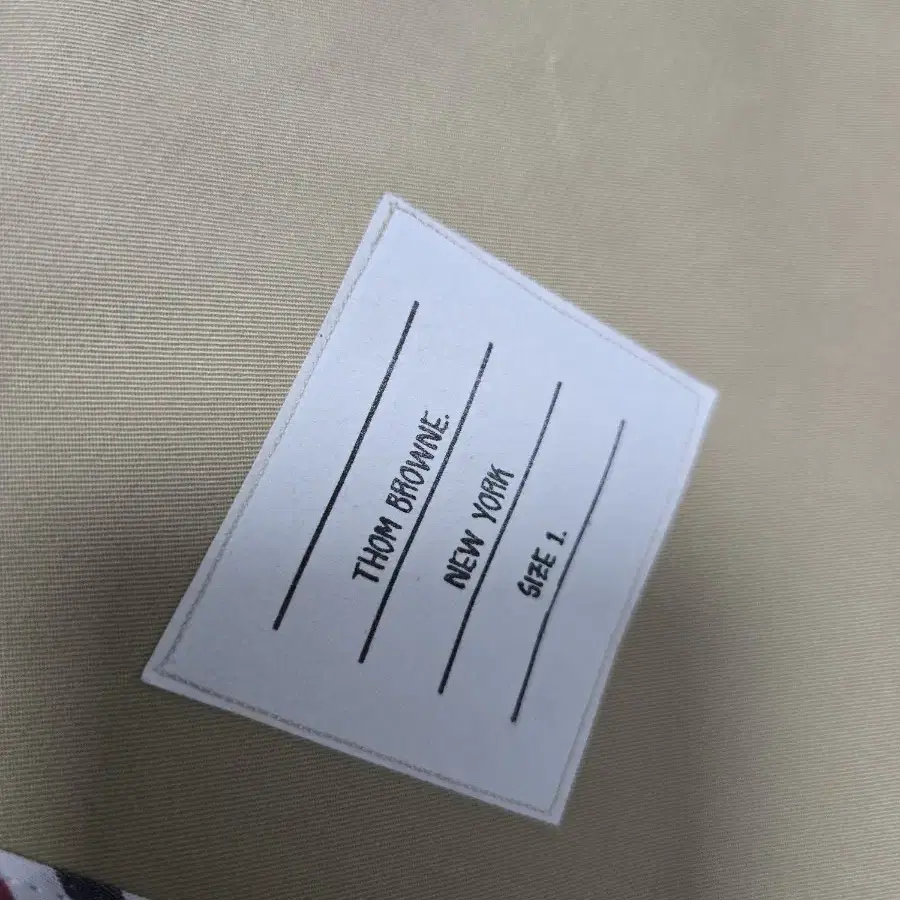 THOM BROWNE.
NEW YORK
SIZE 1.